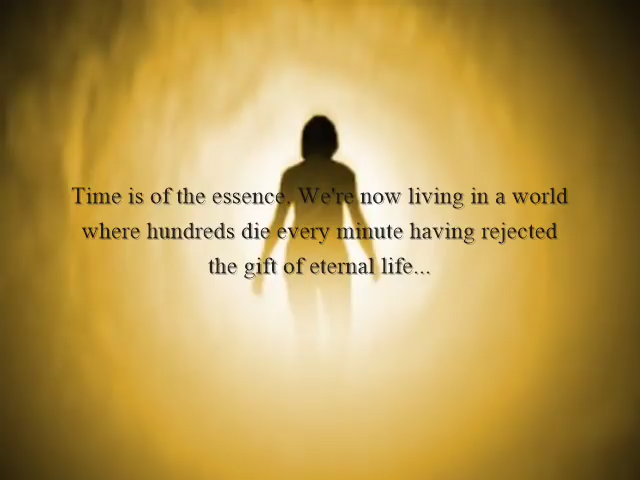 Time is of the essence. We're now living in a world
where hundreds die every minute having rejected
the gift of eternal life...